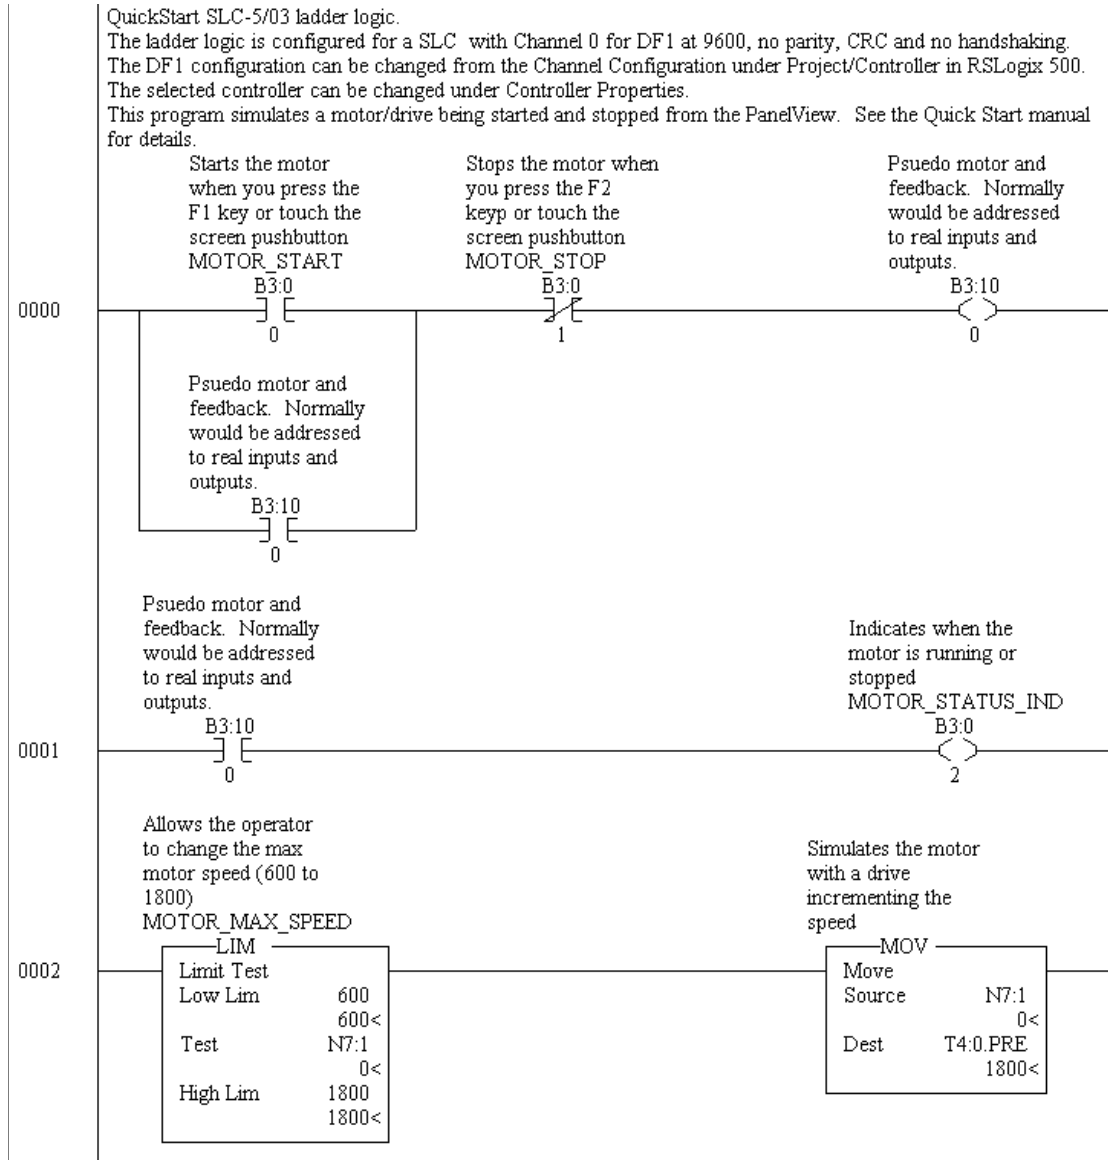 QuickStart SLC-5/03 ladder logic.
The ladder logic is configured for a SLC  with Channel 0 for DF1 at 9600, no parity, CRC and no handshaking.
The DF1 configuration can be changed from the Channel Configuration under Project/Controller in RSLogix 500.
The selected controller can be changed under Controller Properties.
This program simulates a motor/drive being started and stopped from the PanelView.  See the Quick Start manual
for details.
Starts the motor
when you press the
F1 key or touch the
screen pushbutton
MOTOR_START
B3:0
0
Stops the motor when
you press the F2
keyp or touch the
screen pushbutton
MOTOR_STOP
B3:0
1
Psuedo motor and
feedback.  Normally
would be addressed
to real inputs and
outputs.
B3:10
0
0000
Psuedo motor and
feedback.  Normally
would be addressed
to real inputs and
outputs.
B3:10
0
Psuedo motor and
feedback.  Normally
would be addressed
to real inputs and
outputs.
B3:10
0
Indicates when the
motor is running or
stopped
MOTOR_STATUS_IND
B3:0
2
0001
Allows the operator
to change the max
motor speed (600 to
1800)
MOTOR_MAX_SPEED
LIM
Limit Test
Low Lim 600
600<
Test N7:1
0<
High Lim 1800
1800<
Simulates the motor
with a drive
incrementing the
speed
MOV
Move
Source N7:1
0<
Dest T4:0.PRE
1800<
0002